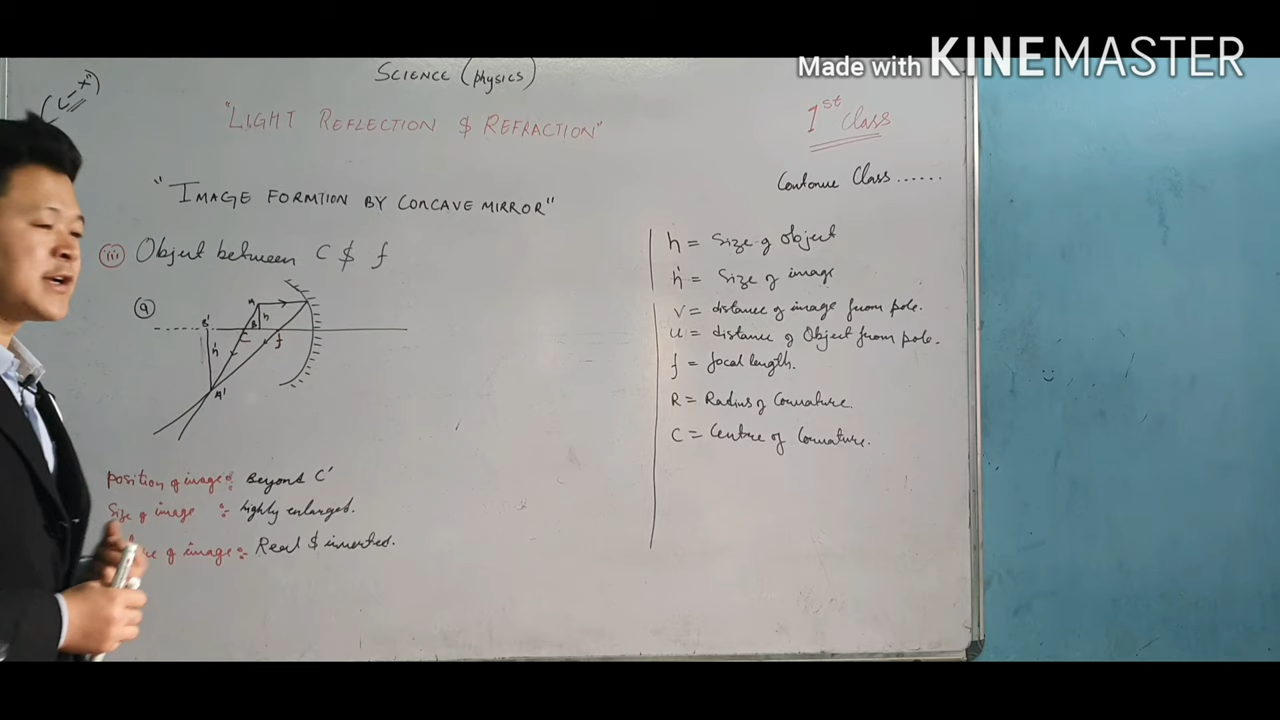 Made with KINEMASTER
SCIENCE (physics)
"LIGHT REFLECTION $ REFRACTION"
1st Class
Contonue Class......
"IMAGE FORMTION BY CONCAVE MIRROR"
(iii) Object between C $ f
(a)
A
h
B' C B f
h'
A'
Position of image :- Beyond C'
Size of image :- highly enlarged.
of image :- Real $ inverted.
h = Size of Object
h' = Size of image
v = distance of image from pole.
u = distance of Object from pole.
f = focal length.
R = Radius of Curvature.
C = Centre of Curvature.